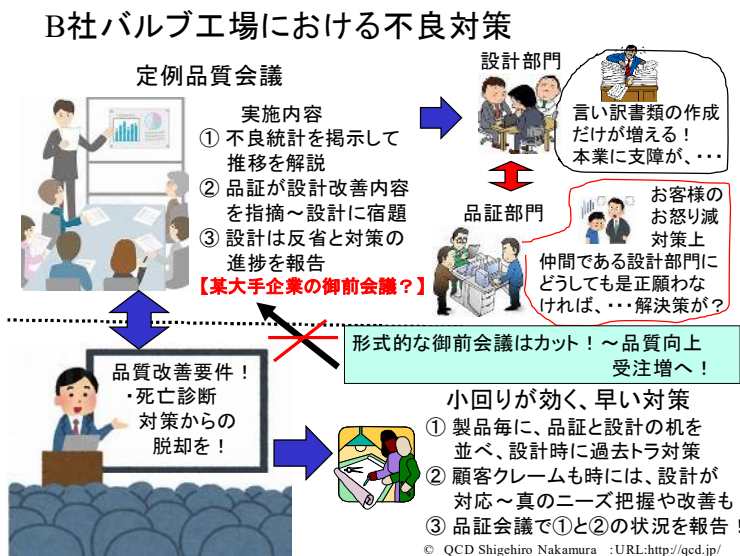 B社バルブ工場における不良対策
定例品質会議
実施内容
① 不良統計を掲示して
推移を解説
② 品証が設計改善内容
を指摘～設計に宿題
③ 設計は反省と対策の
進捗を報告
【某大手企業の御前会議？】
設計部門
言い訳書類の作成
だけが増える！
本業に支障が、・・・
品証部門
お客様の
お怒り減
対策上
仲間である設計部門に
どうしても是正願わな
ければ、・・・解決策が？
形式的な御前会議はカット！～品質向上
受注増へ！
品質改善要件！
・死亡診断
対策からの
脱却を！
小回りが効く、早い対策
① 製品毎に、品証と設計の机を
並べ、設計時に過去トラ対策
② 顧客クレームも時には、設計が
対応～真のニーズ把握や改善も
③ 品証会議で①と②の状況を報告！
© QCD Shigehiro Nakamura :URL:http://qcd.jp/